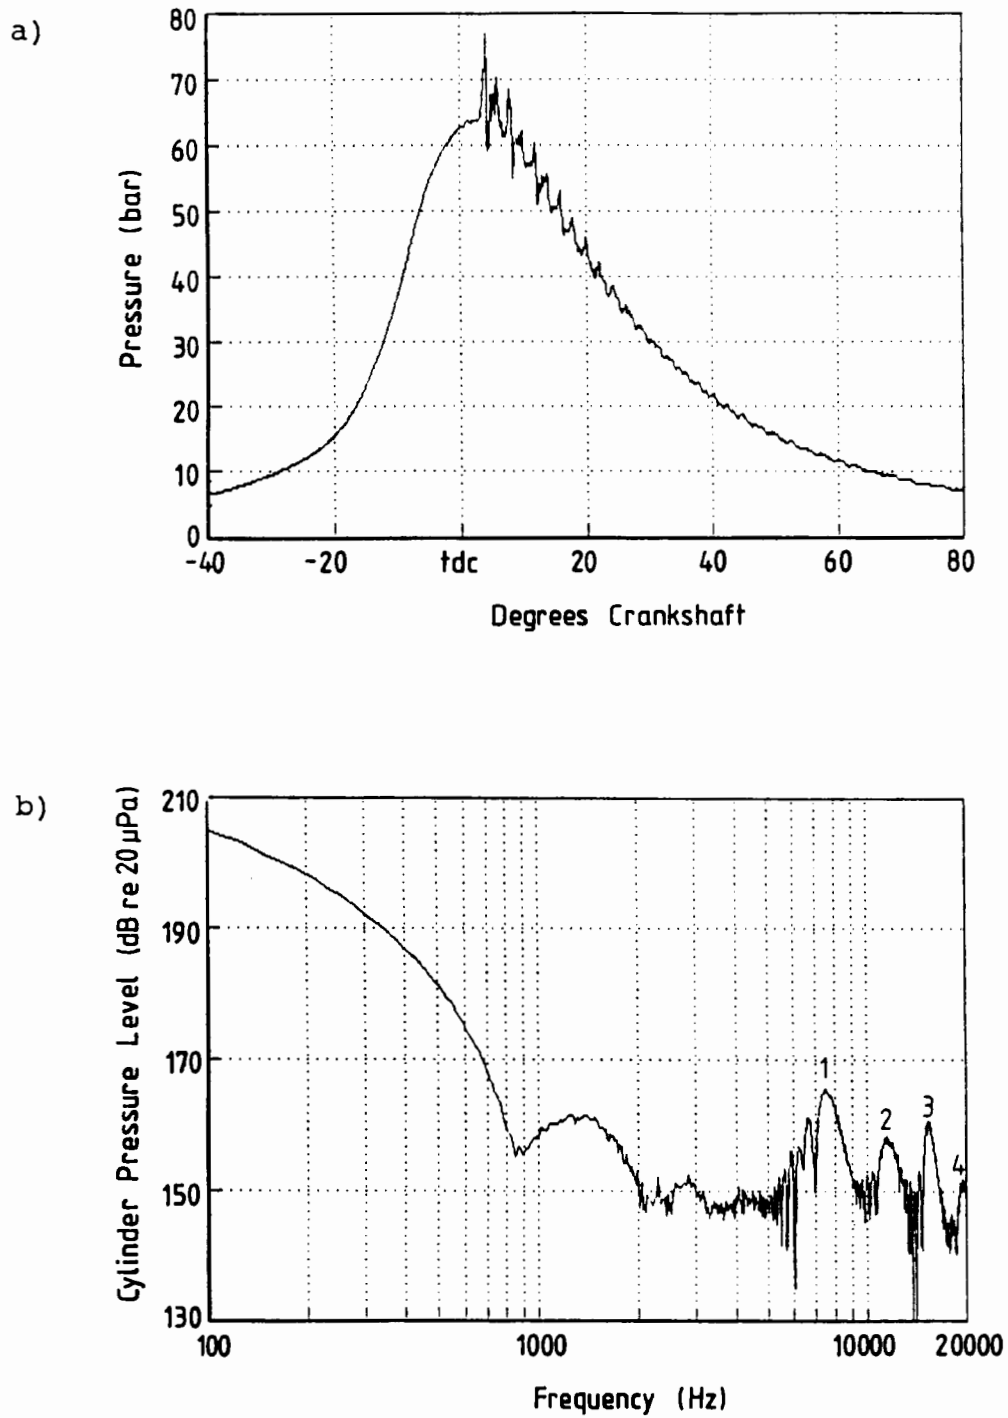 a)
80
70
60
50
40
30
20
10
0
Pressure (bar)
-40 -20 tdc 20 40 60 80
Degrees Crankshaft
b)
210
190
170
150
130
Cylinder Pressure Level (dB re 20 µPa)
1
2
3
4
100 1000 10000 20000
Frequency (Hz)